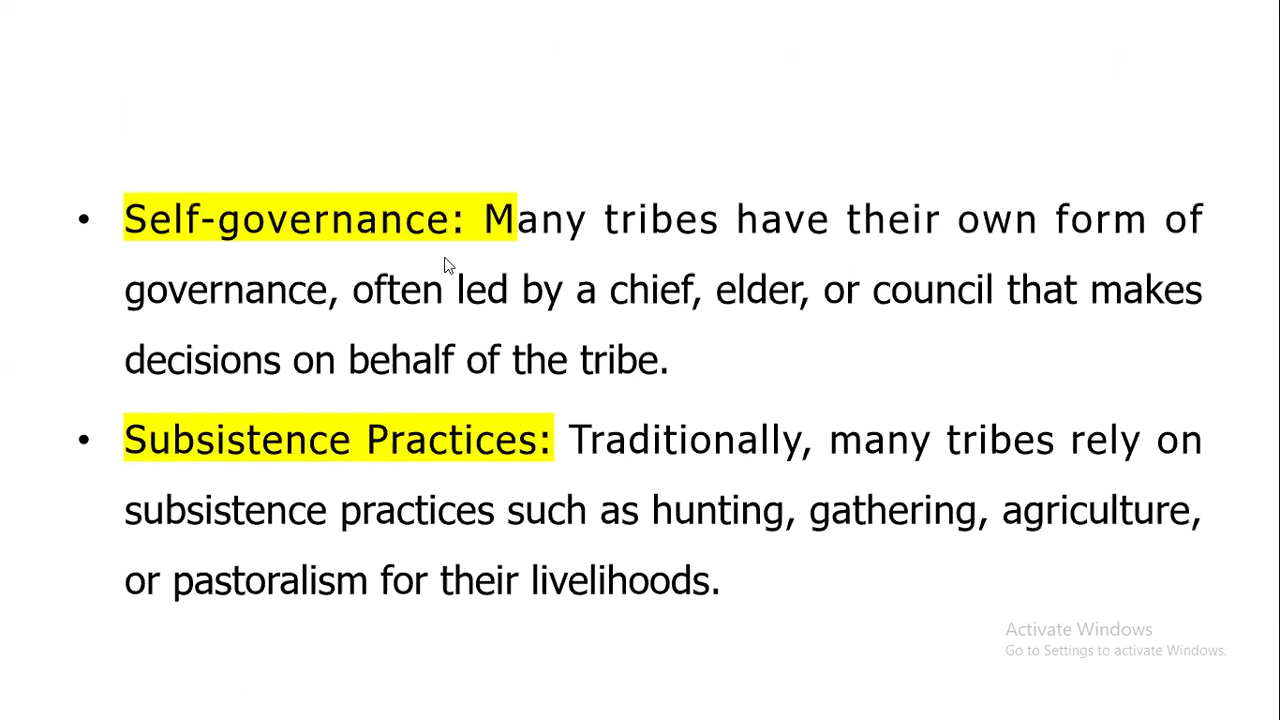 • Self-governance: Many tribes have their own form of
governance, often led by a chief, elder, or council that makes
decisions on behalf of the tribe.
• Subsistence Practices: Traditionally, many tribes rely on
subsistence practices such as hunting, gathering, agriculture,
or pastoralism for their livelihoods.
Activate Windows
Go to Settings to activate Windows.